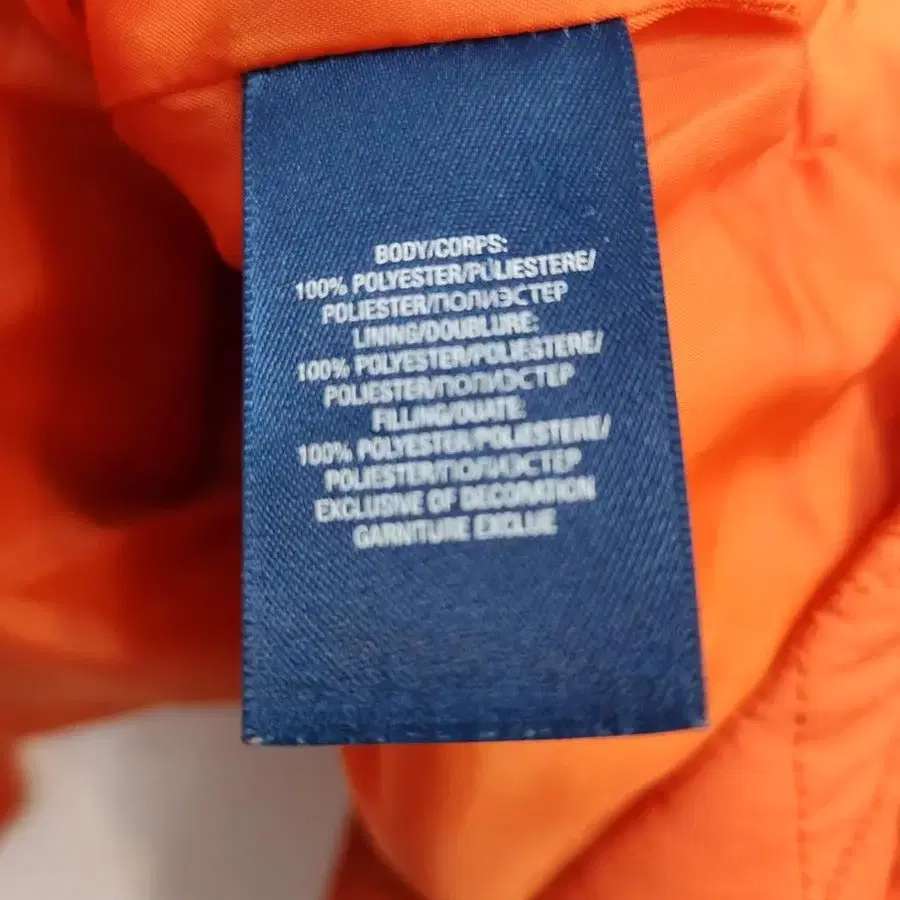 BODY/CORPS:
100% POLYESTER/POLIESTERE/
POLIESTER/ПОЛИЭСТЕР
LINING/DOUBLURE:
100% POLYESTER/POLIESTERE/
POLIESTER/ПОЛИЭСТЕР
FILLING/OUATE:
100% POLYESTER/POLIESTERE/
POLIESTER/ПОЛИЭСТЕР
EXCLUSIVE OF DECORATION
GARNITURE EXCLUE